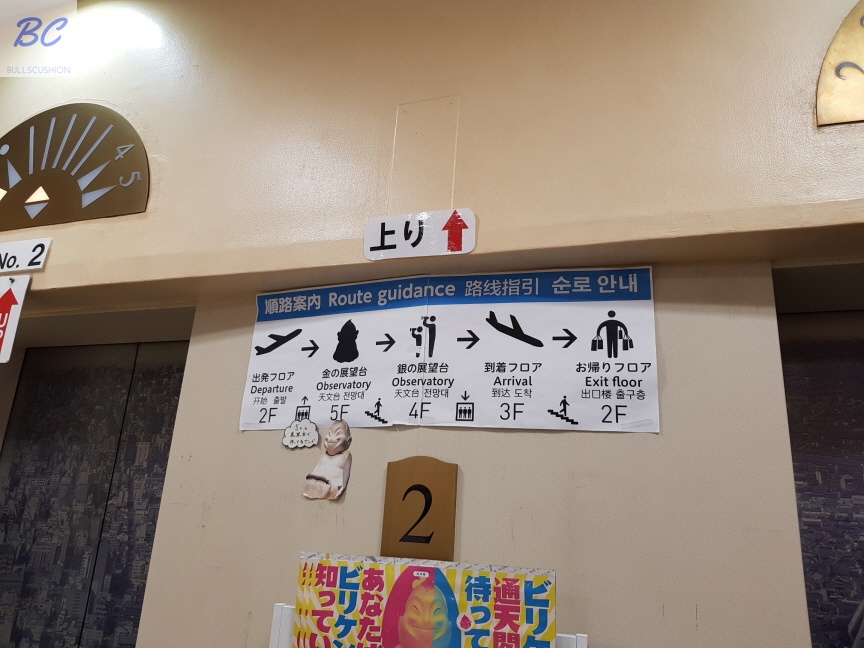 BC
BULLSCUSHION
4 5
No. 2
上り
UP
順路案内 Route guidance 路线指引 순로 안내
出発フロア 金の展望台 銀の展望台 到着フロア お帰りフロア
Departure Observatory Observatory Arrival Exit floor
开始 출발 天文台 전망대 天文台 전망대 到达 도착 出口楼 출구층
2F 5F 4F 3F 2F
2
知ってい
ビリケン
あなたは
待って
通天閣
ビリケ